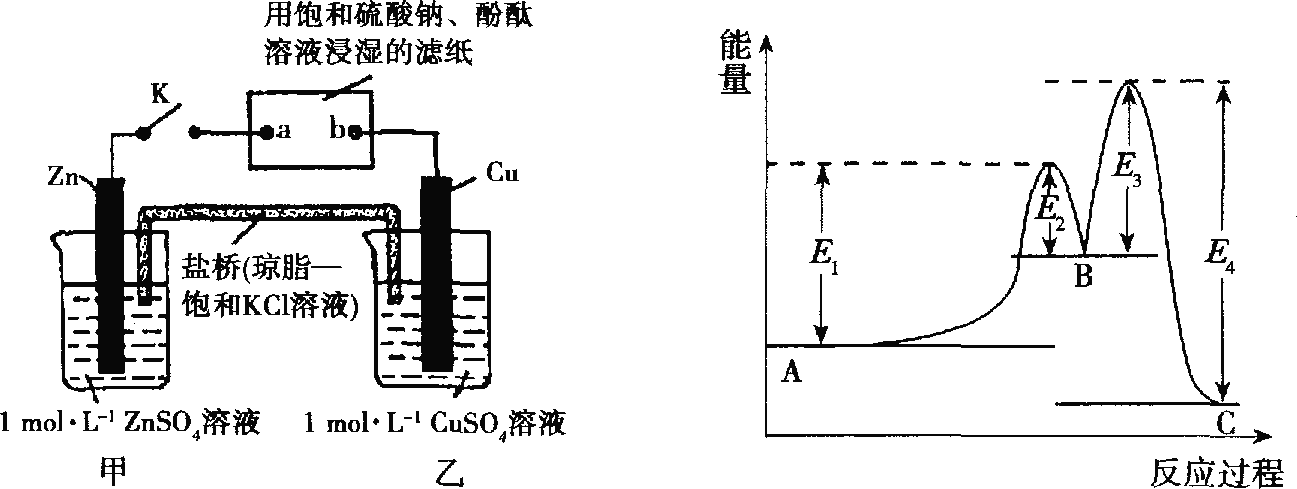 用饱和硫酸钠、酚酞
溶液浸湿的滤纸
K
a
b
Zn
Cu
盐桥(琼脂—
饱和KCl溶液)
1 mol·L⁻¹ ZnSO₄溶液
1 mol·L⁻¹ CuSO₄溶液
甲
乙
能量
E₁
E₂
E₃
E₄
A
B
C
反应过程